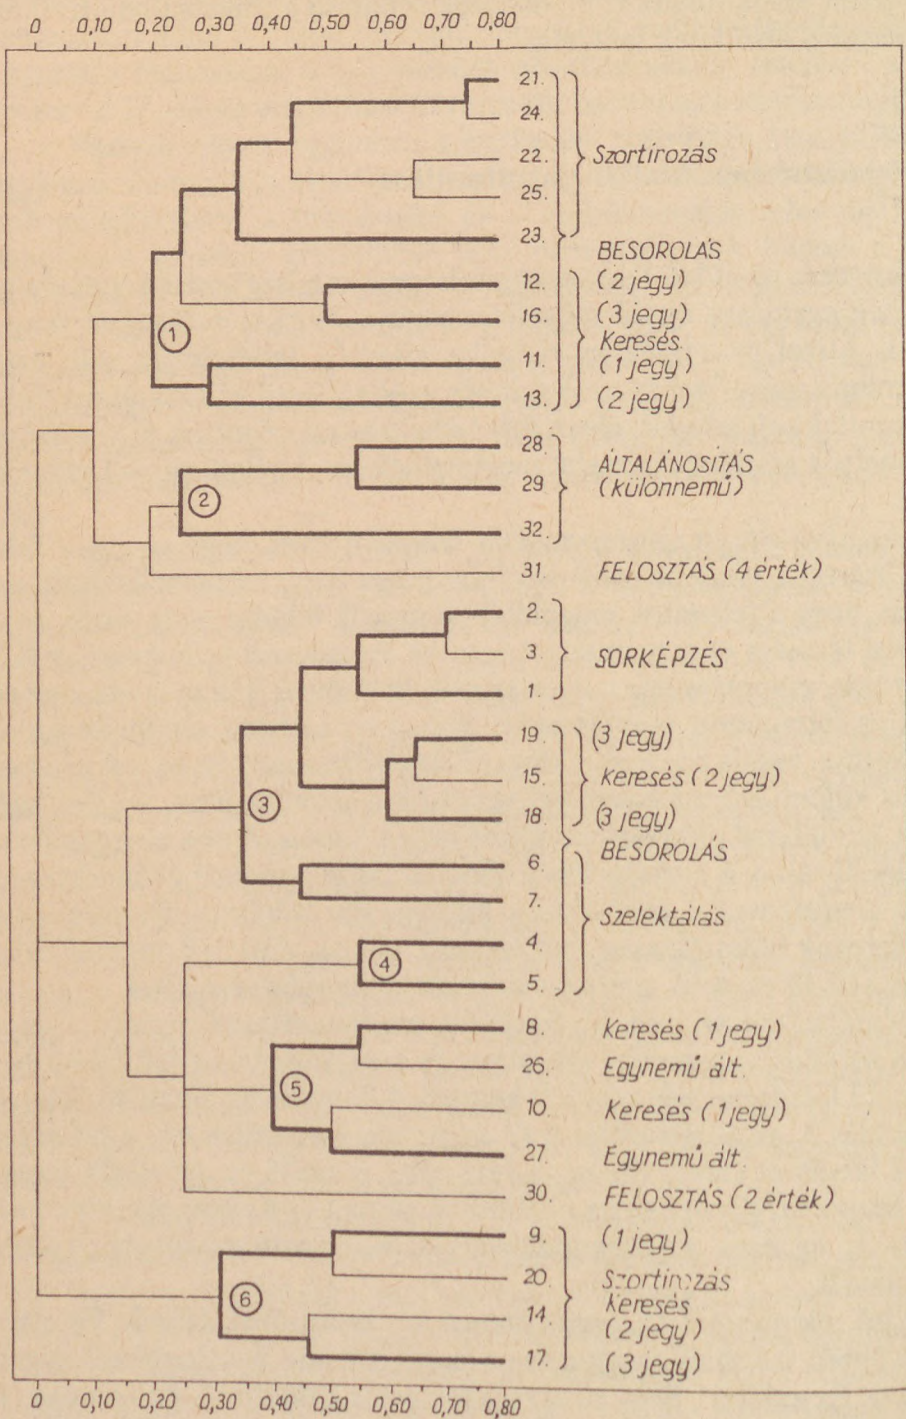 0 0,10 0,20 0,30 0,40 0,50 0,60 0,70 0,80
21.
24.
22.
Szortirozás
25.
23.
BESOROLÁS
12. (2 jegy)
16. (3 jegy)
Keresés
11. (1 jegy)
13. (2 jegy)
1
28.
ÁLTALÁNOSITÁS
29 (különnemű)
2
32.
31. FELOSZTÁS (4 érték)
2.
3. SORKÉPZÉS
1.
19. (3 jegy)
15. Keresés (2 jegy)
3
18. (3 jegy)
BESOROLÁS
6.
7.
Szelektálás
4.
4
5.
8. Keresés (1 jegy)
26. Egynemű ált.
5
10. Keresés (1 jegy)
27. Egynemű ált.
30. FELOSZTÁS (2 érték)
9. (1 jegy)
20. Szortirozás
6
Keresés
14. (2 jegy)
17. (3 jegy)
0 0,10 0,20 0,30 0,40 0,50 0,60 0,70 0,80